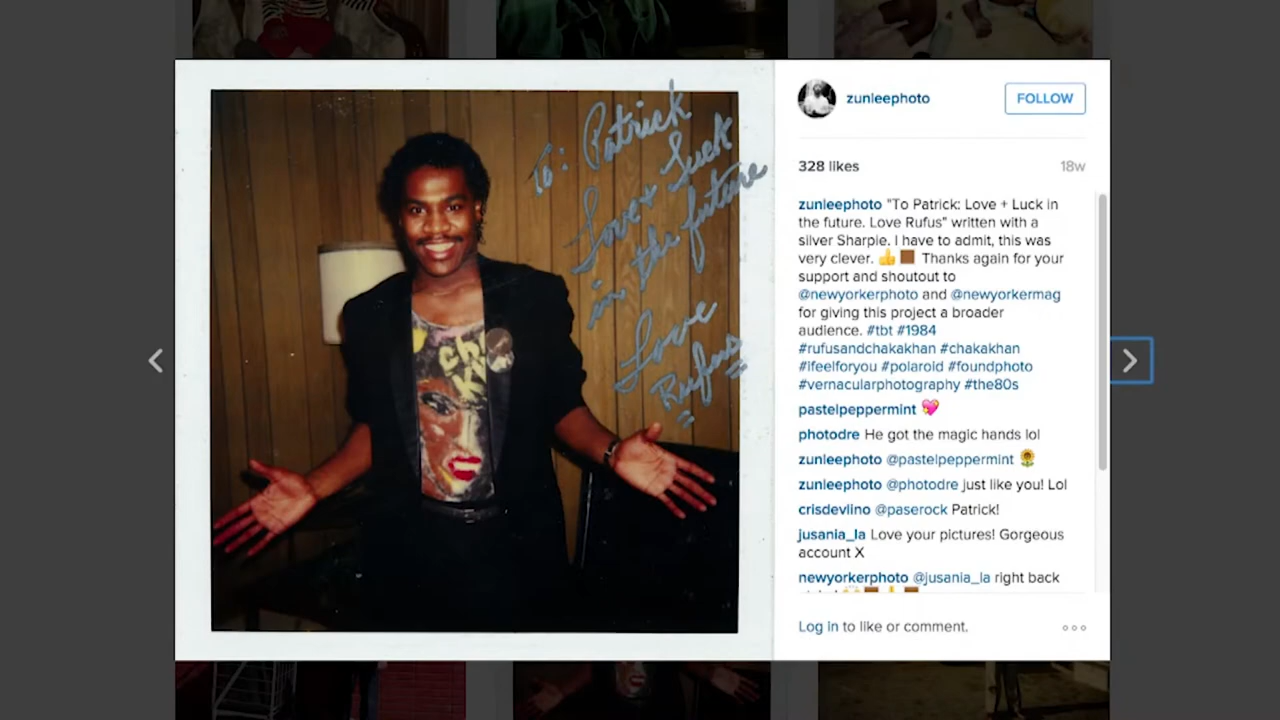 To: Patrick
Love + Luck
in the future
Love
Rufus
zunleephoto
FOLLOW
328 likes
18w
zunleephoto "To Patrick: Love + Luck in
the future. Love Rufus" written with a
silver Sharpie. I have to admit, this was
very clever. 👍🏾 Thanks again for your
support and shoutout to
@newyorkerphoto and @newyorkermag
for giving this project a broader
audience. #tbt #1984
#rufusandchakakhan #chakakhan
#ifeelforyou #polaroid #foundphoto
#vernacularphotography #the80s
pastelpeppermint 💖
photodre He got the magic hands lol
zunleephoto @pastelpeppermint 🌻
zunleephoto @photodre just like you! Lol
crisdevlino @paserock Patrick!
jusania_la Love your pictures! Gorgeous
account X
newyorkerphoto @jusania_la right back
Log in to like or comment.